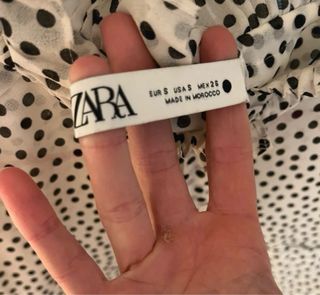 ZARA
EUR S USA S MEX 26
MADE IN MOROCCO